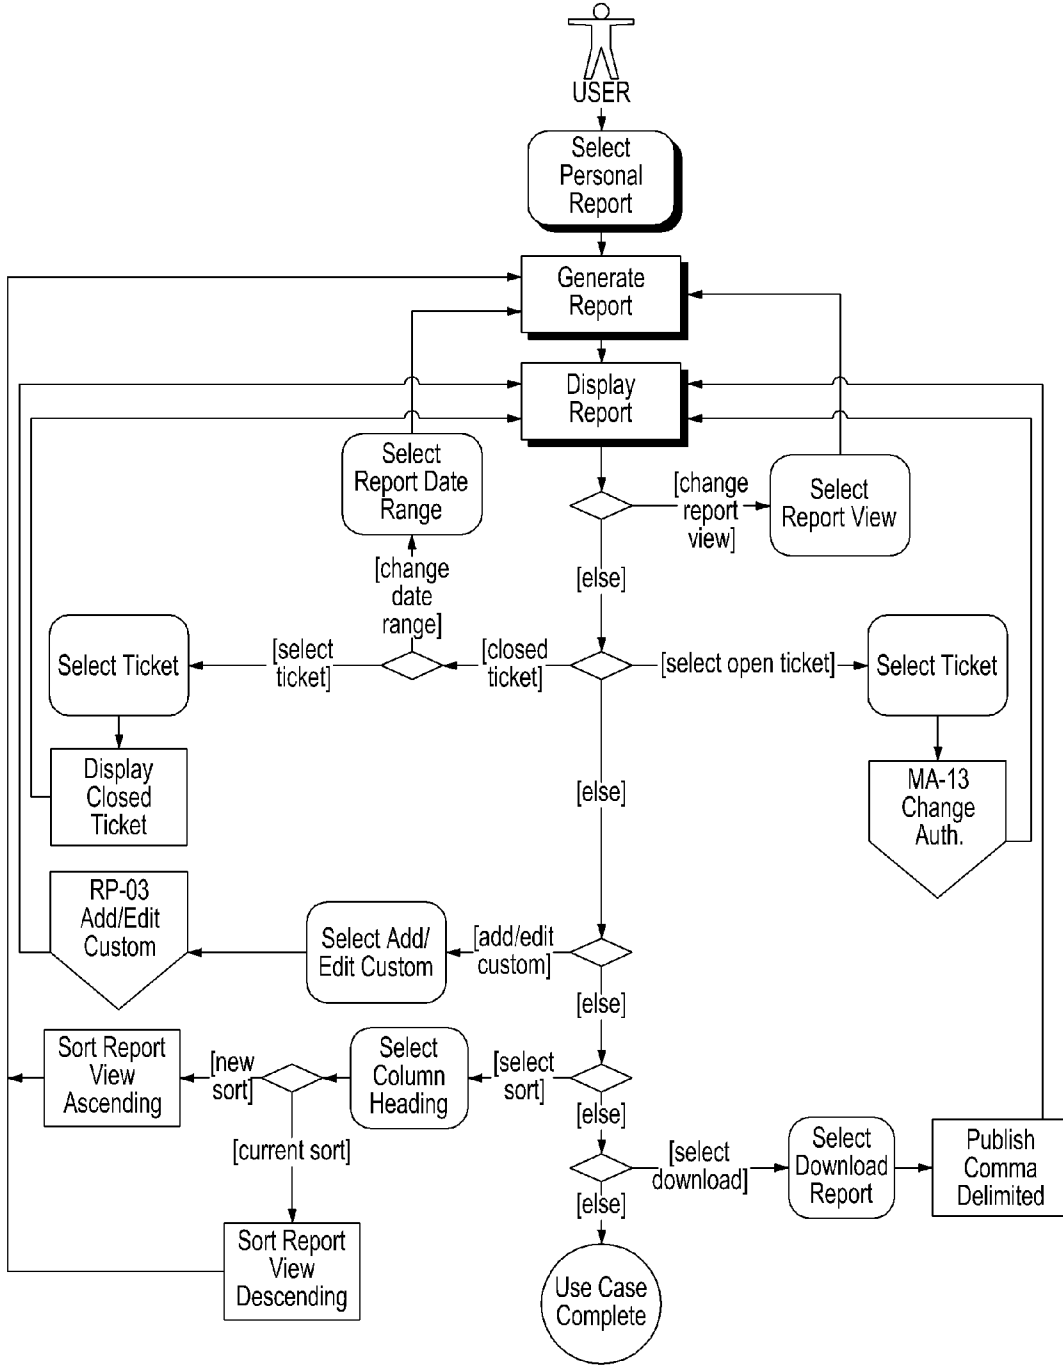 USER
Select
Personal
Report
Generate
Report
Display
Report
Select
Report Date
Range
[change
report
view]
Select
Report View
[change
date
range]
[else]
Select Ticket
[select
ticket]
[closed
ticket]
[select open ticket]
Select Ticket
Display
Closed
Ticket
[else]
MA-13
Change
Auth.
RP-03
Add/Edit
Custom
Select Add/
Edit Custom
[add/edit
custom]
[else]
Sort Report
View
Ascending
[new
sort]
Select
Column
Heading
[select
sort]
[else]
[current sort]
[select
download]
Select
Download
Report
Publish
Comma
Delimited
[else]
Sort Report
View
Descending
Use Case
Complete